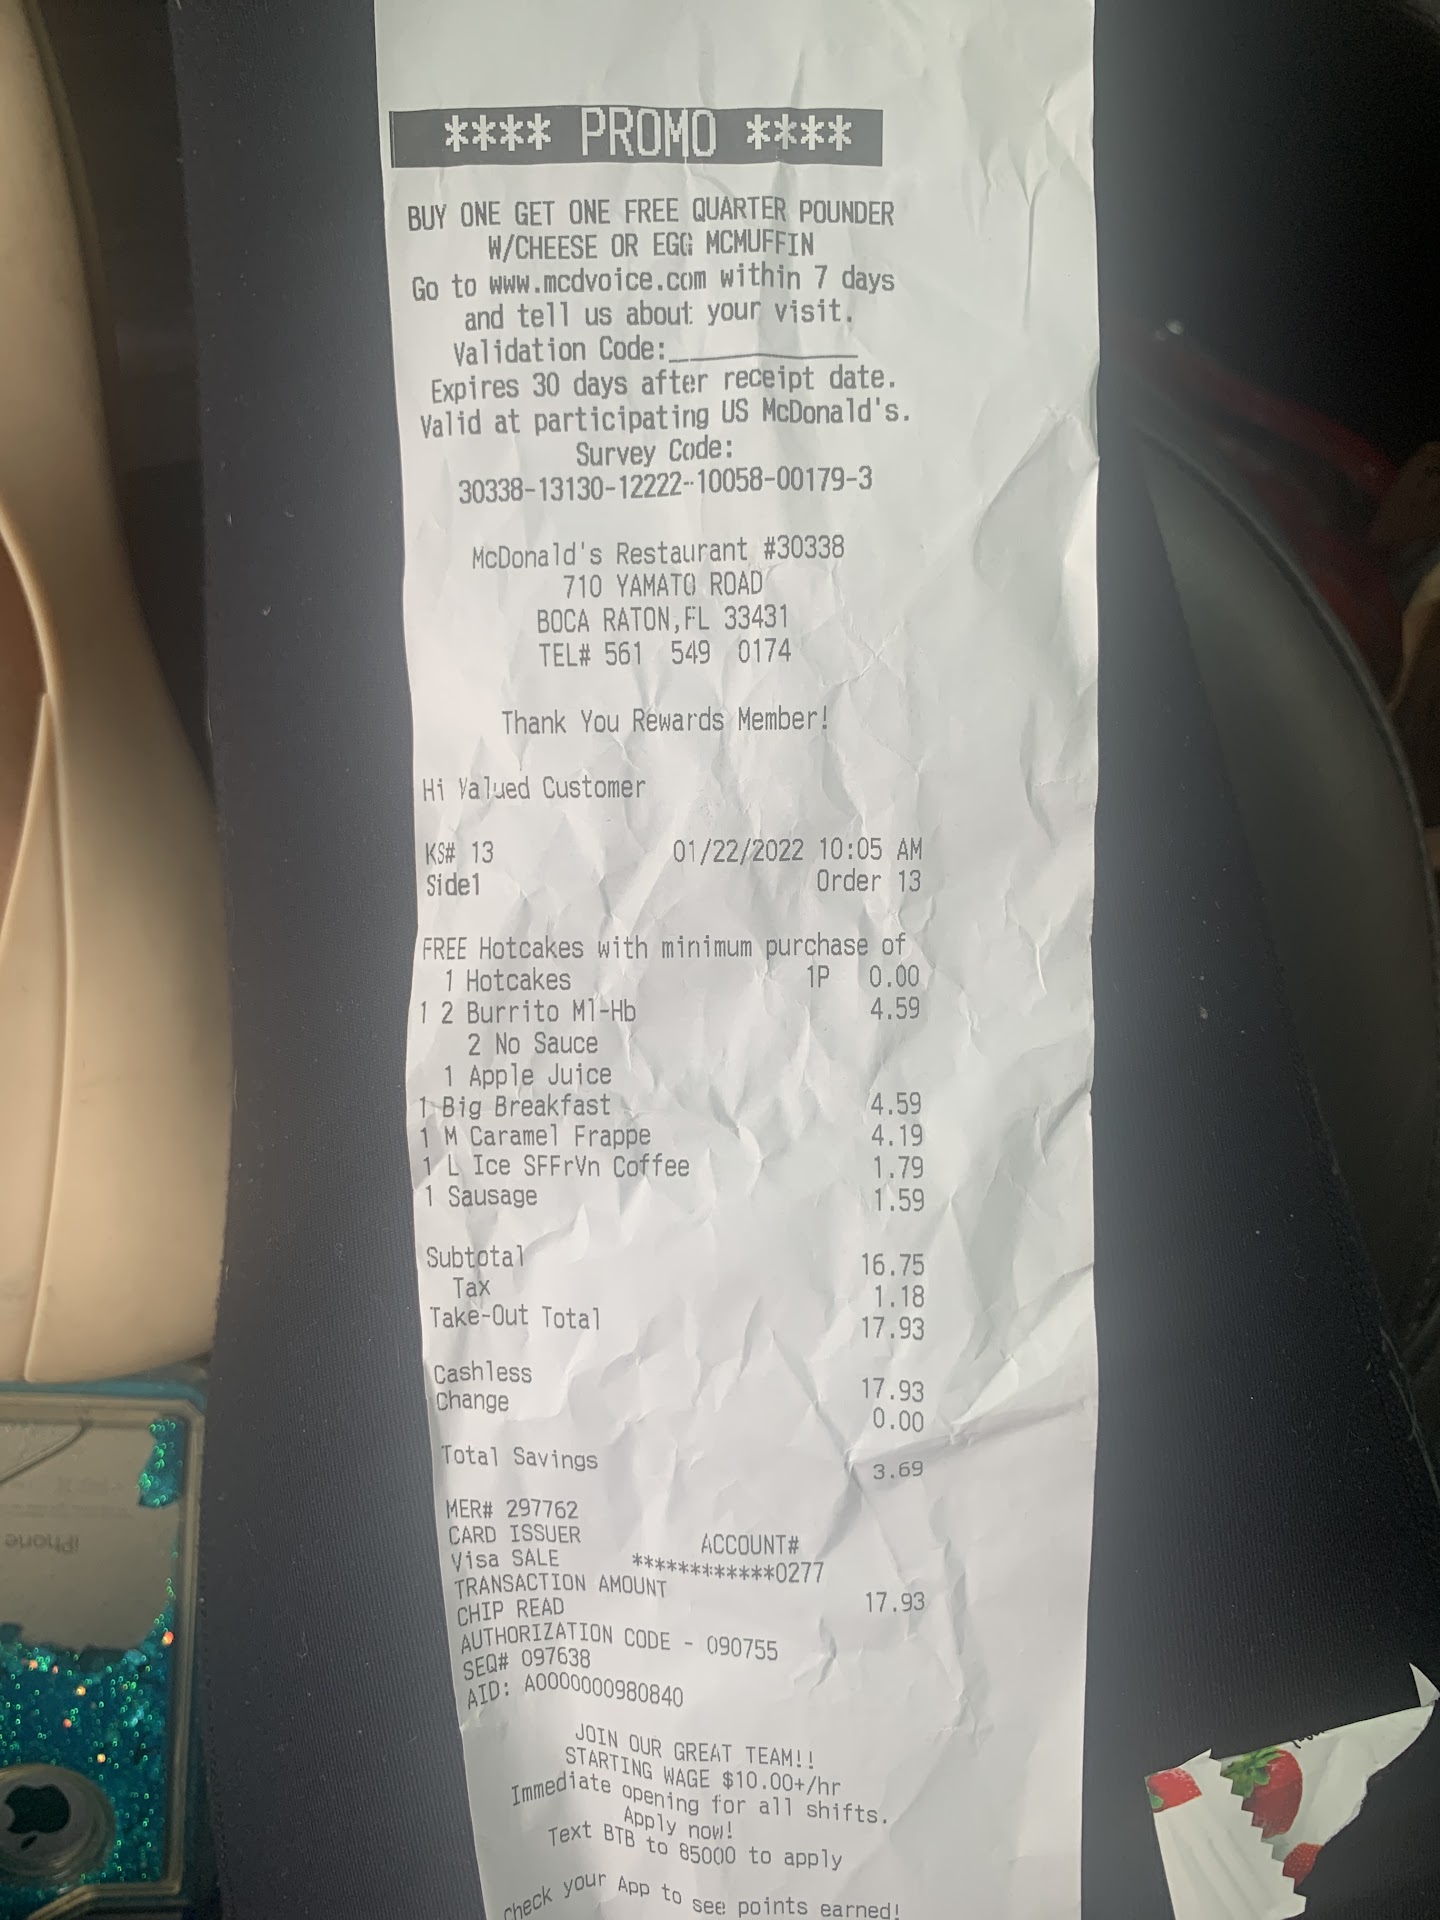 **** PROMO ****
BUY ONE GET ONE FREE QUARTER POUNDER
W/CHEESE OR EGG MCMUFFIN
Go to www.mcdvoice.com within 7 days
and tell us about your visit.
Validation Code:____________
Expires 30 days after receipt date.
Valid at participating US McDonald's.
Survey Code:
30338-13130-12222-10058-00179-3
McDonald's Restaurant #30338
710 YAMATO ROAD
BOCA RATON,FL 33431
TEL# 561 549 0174
Thank You Rewards Member!
Hi Valued Customer
KS# 13 01/22/2022 10:05 AM
Side1 Order 13
FREE Hotcakes with minimum purchase of
1 Hotcakes 1P 0.00
1 2 Burrito Ml-Hb 4.59
2 No Sauce
1 Apple Juice
1 Big Breakfast 4.59
1 M Caramel Frappe 4.19
1 L Ice SFFrVn Coffee 1.79
1 Sausage 1.59
Subtotal 16.75
Tax 1.18
Take-Out Total 17.93
Cashless 17.93
Change 0.00
Total Savings 3.69
MER# 297762
CARD ISSUER ACCOUNT#
Visa SALE ************0277
TRANSACTION AMOUNT 17.93
CHIP READ
AUTHORIZATION CODE - 090755
SEQ# 097638
AID: A0000000980840
JOIN OUR GREAT TEAM!!
STARTING WAGE $10.00+/hr
Immediate opening for all shifts.
Apply now!
Text BTB to 85000 to apply
Check your App to see points earned!
iPhone